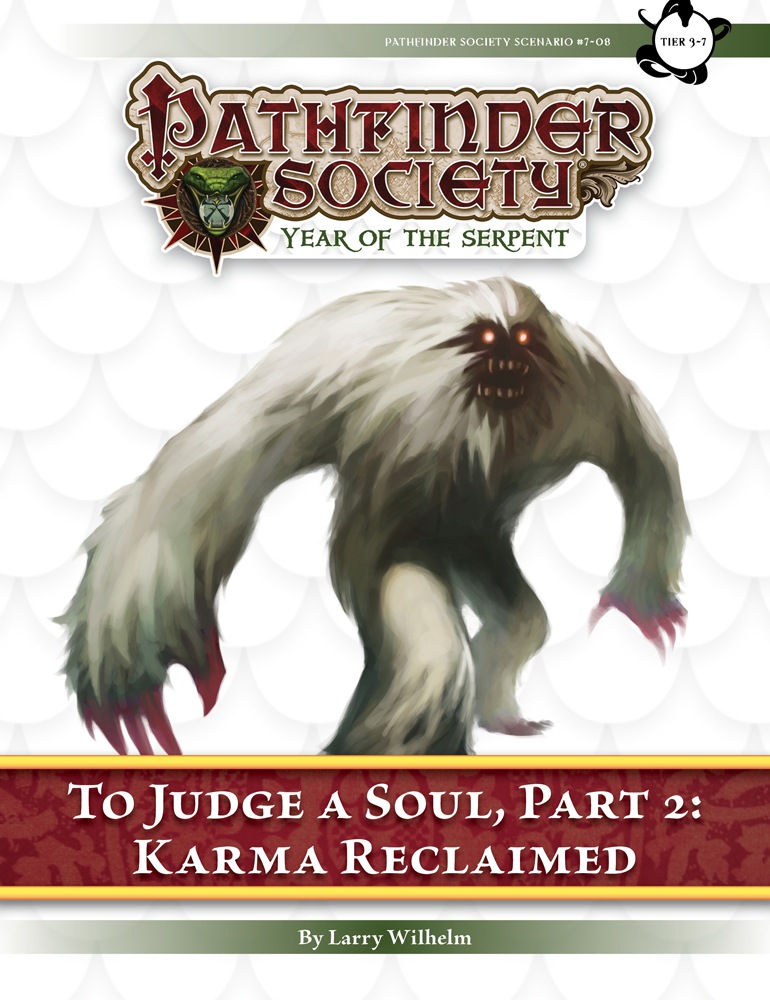 PATHFINDER SOCIETY SCENARIO #7-08
TIER 3-7
PATHFINDER
SOCIETY®
YEAR OF THE SERPENT
TO JUDGE A SOUL, PART 2:
KARMA RECLAIMED
By Larry Wilhelm